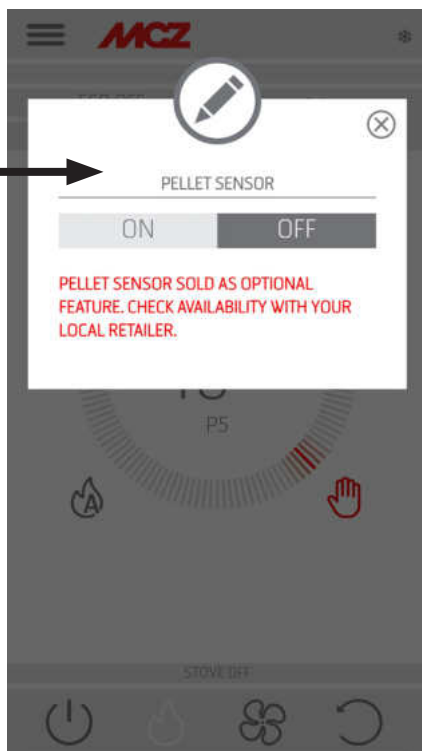 MCZ
PELLET SENSOR
ON OFF
PELLET SENSOR SOLD AS OPTIONAL
FEATURE. CHECK AVAILABILITY WITH YOUR
LOCAL RETAILER.
P5
A
STOVE OFF